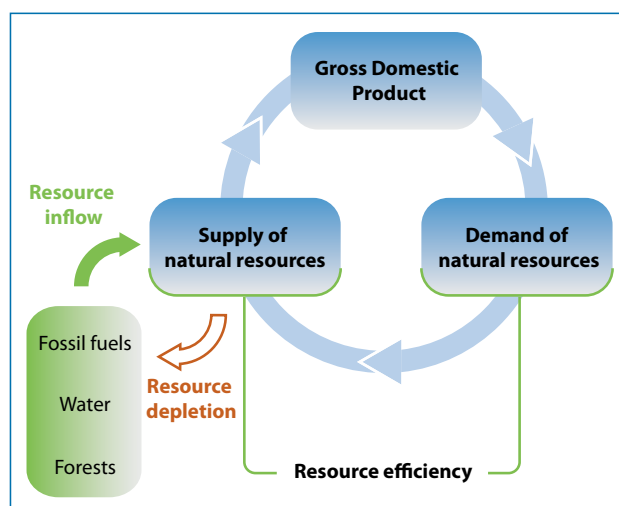 Gross Domestic
Product
Resource
inflow
Supply of
natural resources
Demand of
natural resources
Fossil fuels
Water
Forests
Resource
depletion
Resource efficiency